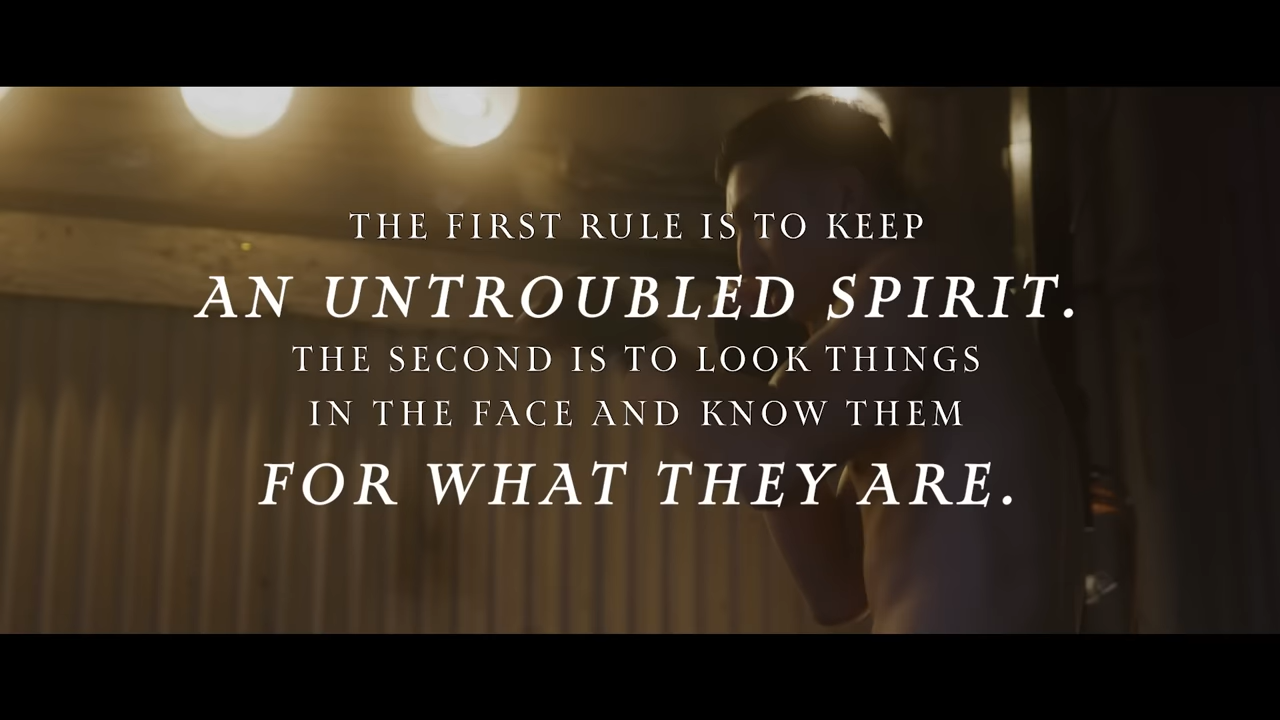 THE FIRST RULE IS TO KEEP
AN UNTROUBLED SPIRIT.
THE SECOND IS TO LOOK THINGS
IN THE FACE AND KNOW THEM
FOR WHAT THEY ARE.